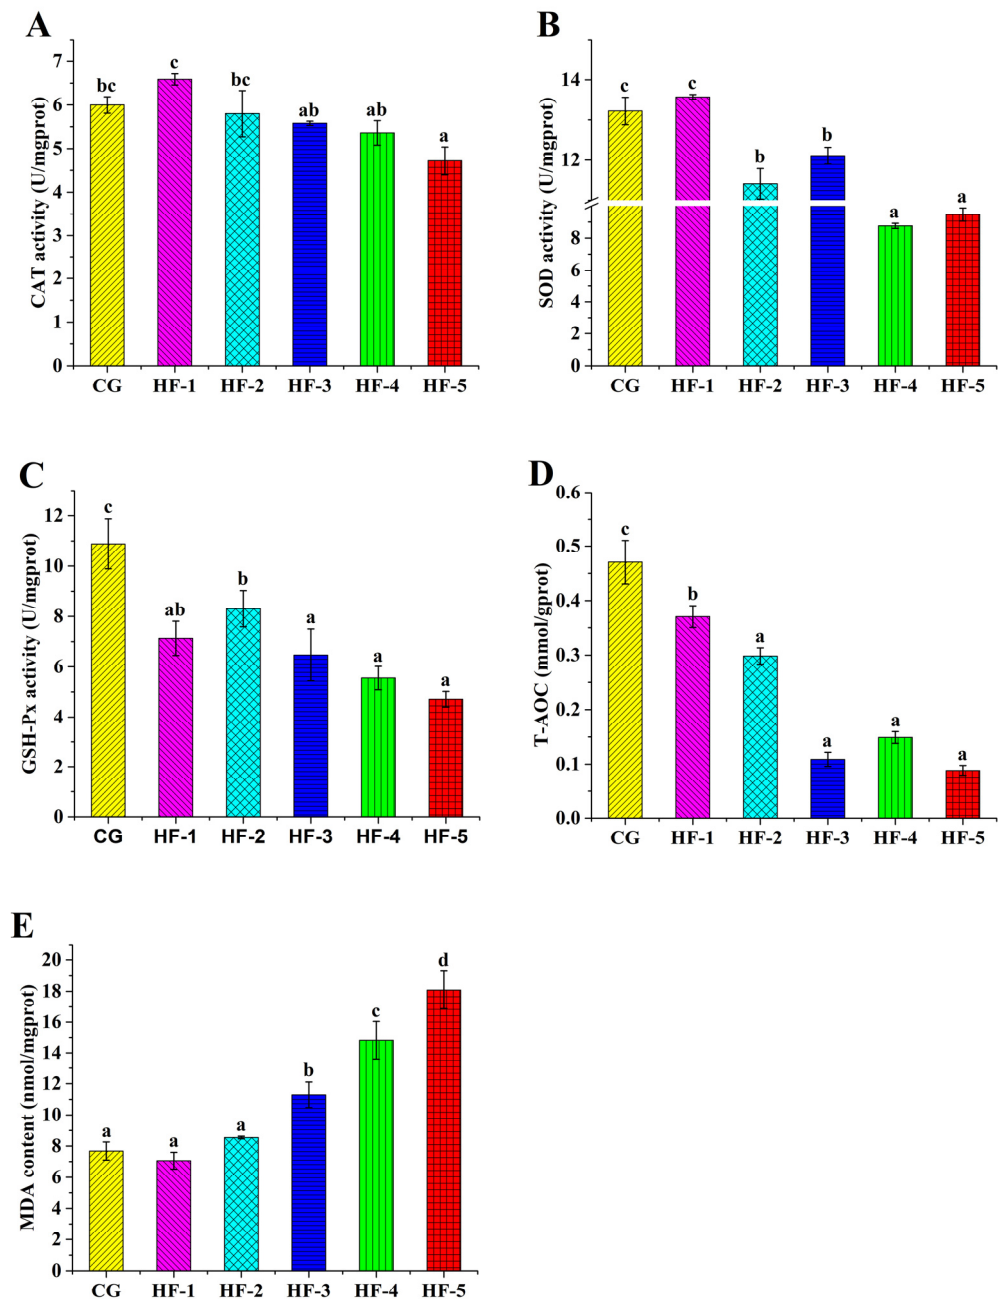 A
CAT activity (U/mgprot)
7
6
5
4
3
2
1
0
bc
c
bc
ab
ab
a
CG HF-1 HF-2 HF-3 HF-4 HF-5
B
SOD activity (U/mgprot)
14
12
8
6
4
2
0
c
c
b
b
a
a
CG HF-1 HF-2 HF-3 HF-4 HF-5
C
GSH-Px activity (U/mgprot)
12
10
8
6
4
2
0
c
ab
b
a
a
a
CG HF-1 HF-2 HF-3 HF-4 HF-5
D
T-AOC (mmol/gprot)
0.6
0.5
0.4
0.3
0.2
0.1
0.0
c
b
a
a
a
a
CG HF-1 HF-2 HF-3 HF-4 HF-5
E
MDA content (nmol/mgprot)
20
18
16
14
12
10
8
6
4
2
0
a
a
a
b
c
d
CG HF-1 HF-2 HF-3 HF-4 HF-5